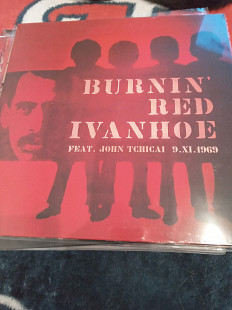 BURNIN'
RED
IVANHOE
FEAT. JOHN TCHICAI 9.XI.1969